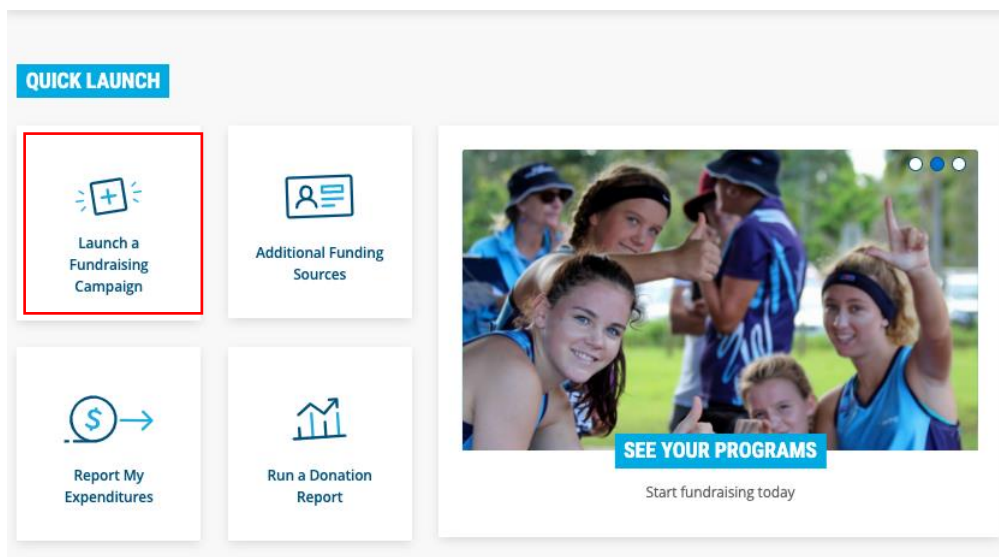 QUICK LAUNCH
Launch a
Fundraising
Campaign
Additional Funding
Sources
Report My
Expenditures
Run a Donation
Report
SEE YOUR PROGRAMS
Start fundraising today